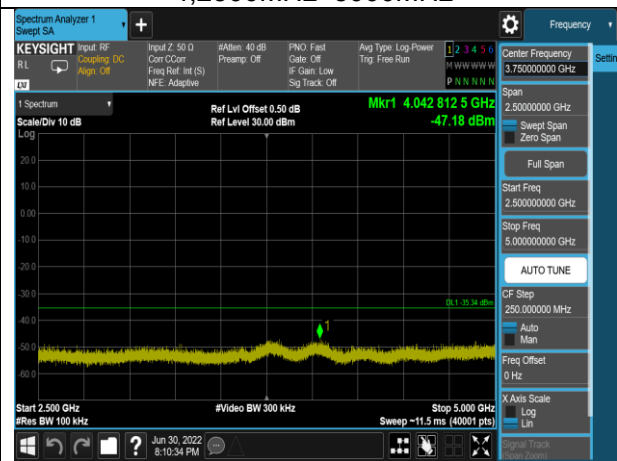 Spectrum Analyzer 1
Swept SA
+
Frequency
KEYSIGHT
RL
Input: RF
Coupling: DC
Align: Off
Input Z: 50 Ω
Corr CCorr
Freq Ref: Int (S)
NFE: Adaptive
#Atten: 40 dB
Preamp: Off
PNO: Fast
Gate: Off
IF Gain: Low
Sig Track: Off
Avg Type: Log-Power
Trig: Free Run
1 2 3 4 5 6
M W W W W W
P N N N N N
Center Frequency
3.750000000 GHz
Settin
Span
2.50000000 GHz
Swept Span
Zero Span
Full Span
Start Freq
2.500000000 GHz
Stop Freq
5.000000000 GHz
AUTO TUNE
CF Step
250.000000 MHz
Auto
Man
Freq Offset
0 Hz
X Axis Scale
Log
Lin
Signal Track
(Span Zoom)
1 Spectrum
Scale/Div 10 dB
Log
Ref Lvl Offset 0.50 dB
Ref Level 30.00 dBm
Mkr1 4.042 812 5 GHz
-47.18 dBm
20.0
10.0
0.00
-10.0
-20.0
-30.0
-40.0
-50.0
-60.0
DL1 -35.34 dBm
1
Start 2.500 GHz
#Res BW 100 kHz
#Video BW 300 kHz
Stop 5.000 GHz
Sweep ~11.5 ms (40001 pts)
?
Jun 30, 2022
8:10:34 PM